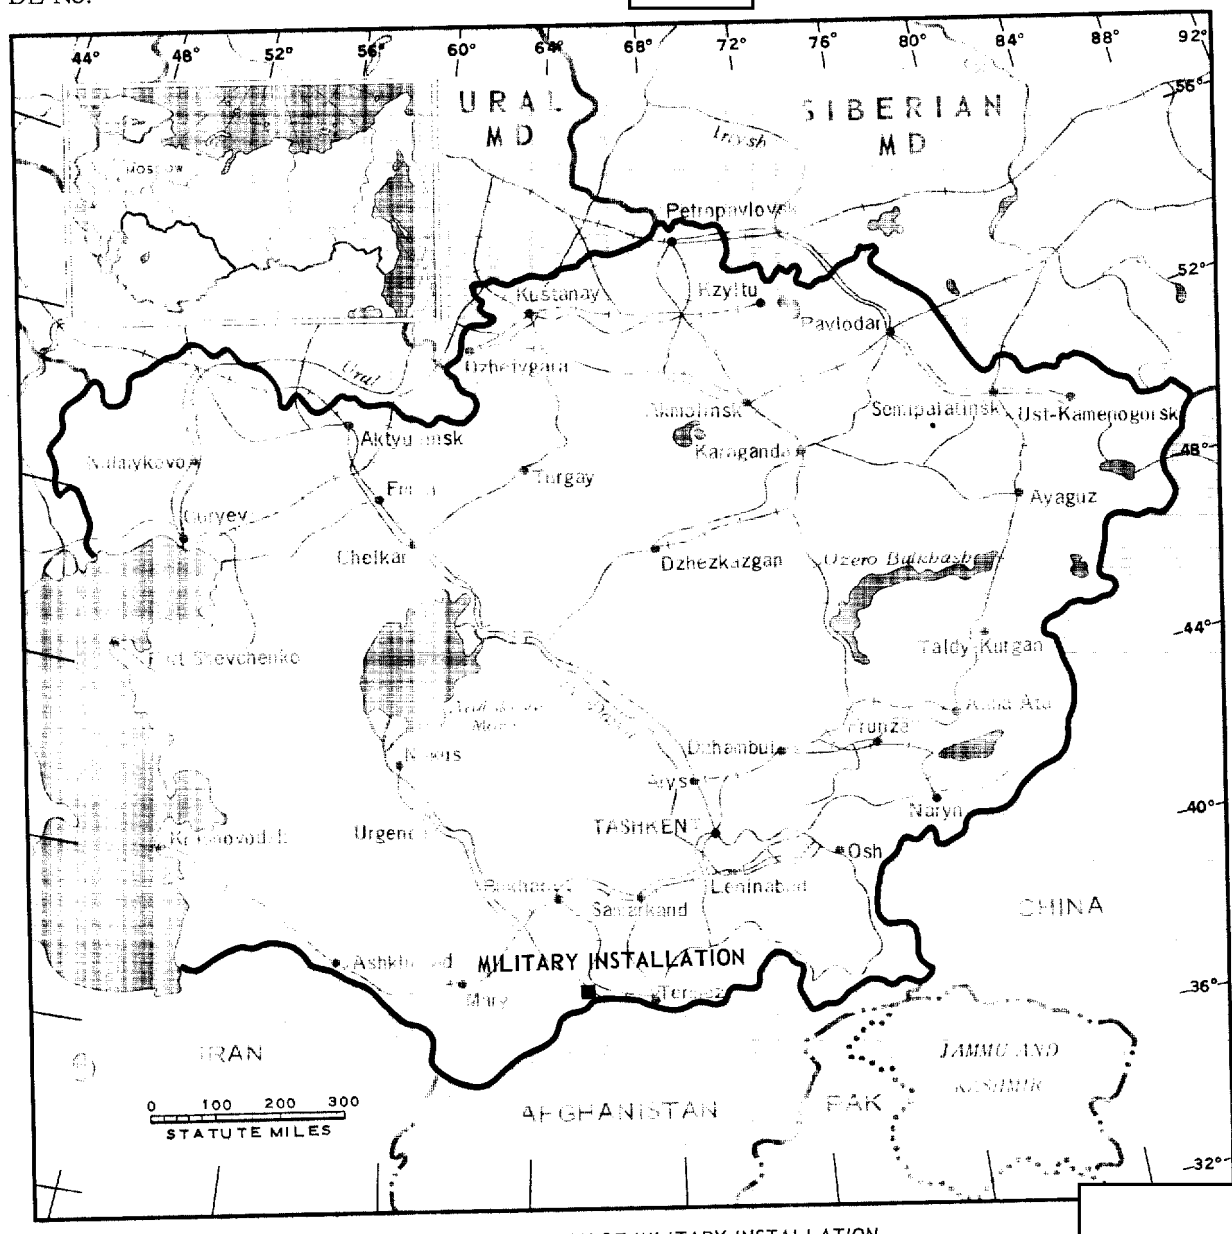 DE No.
44° 48° 52° 56° 60° 64° 68° 72° 76° 80° 84° 88° 92°
56°
URAL
MD
SIBERIAN
MD
Irtysh
MOSCOW
Petropavlovsk
52°
Kustanay
Kzyltu
Pavlodar
Dzhetygara
Ural
Akmolinsk
Semipalatinsk
Ust-Kamenogorsk
Aktyubinsk
Karaganda
48°
Turgay
Ayaguz
Guryev
Chelkar
Dzhezkazgan
Ozero Balkhash
44°
Taldy Kurgan
Alma Ata
Frunze
Dzhambul
Nukus
Arys
Naryn
40°
TASHKENT
Urgench
Krasnovodsk
Osh
Leninabad
Bukhara
Samarkand
CHINA
MILITARY INSTALLATION
Ashkhabad
Mary
Termez
36°
IRAN
JAMMU AND
KASHMIR
AFGHANISTAN
PAK
0 100 200 300
STATUTE MILES
32°
MILITARY INSTALLATION